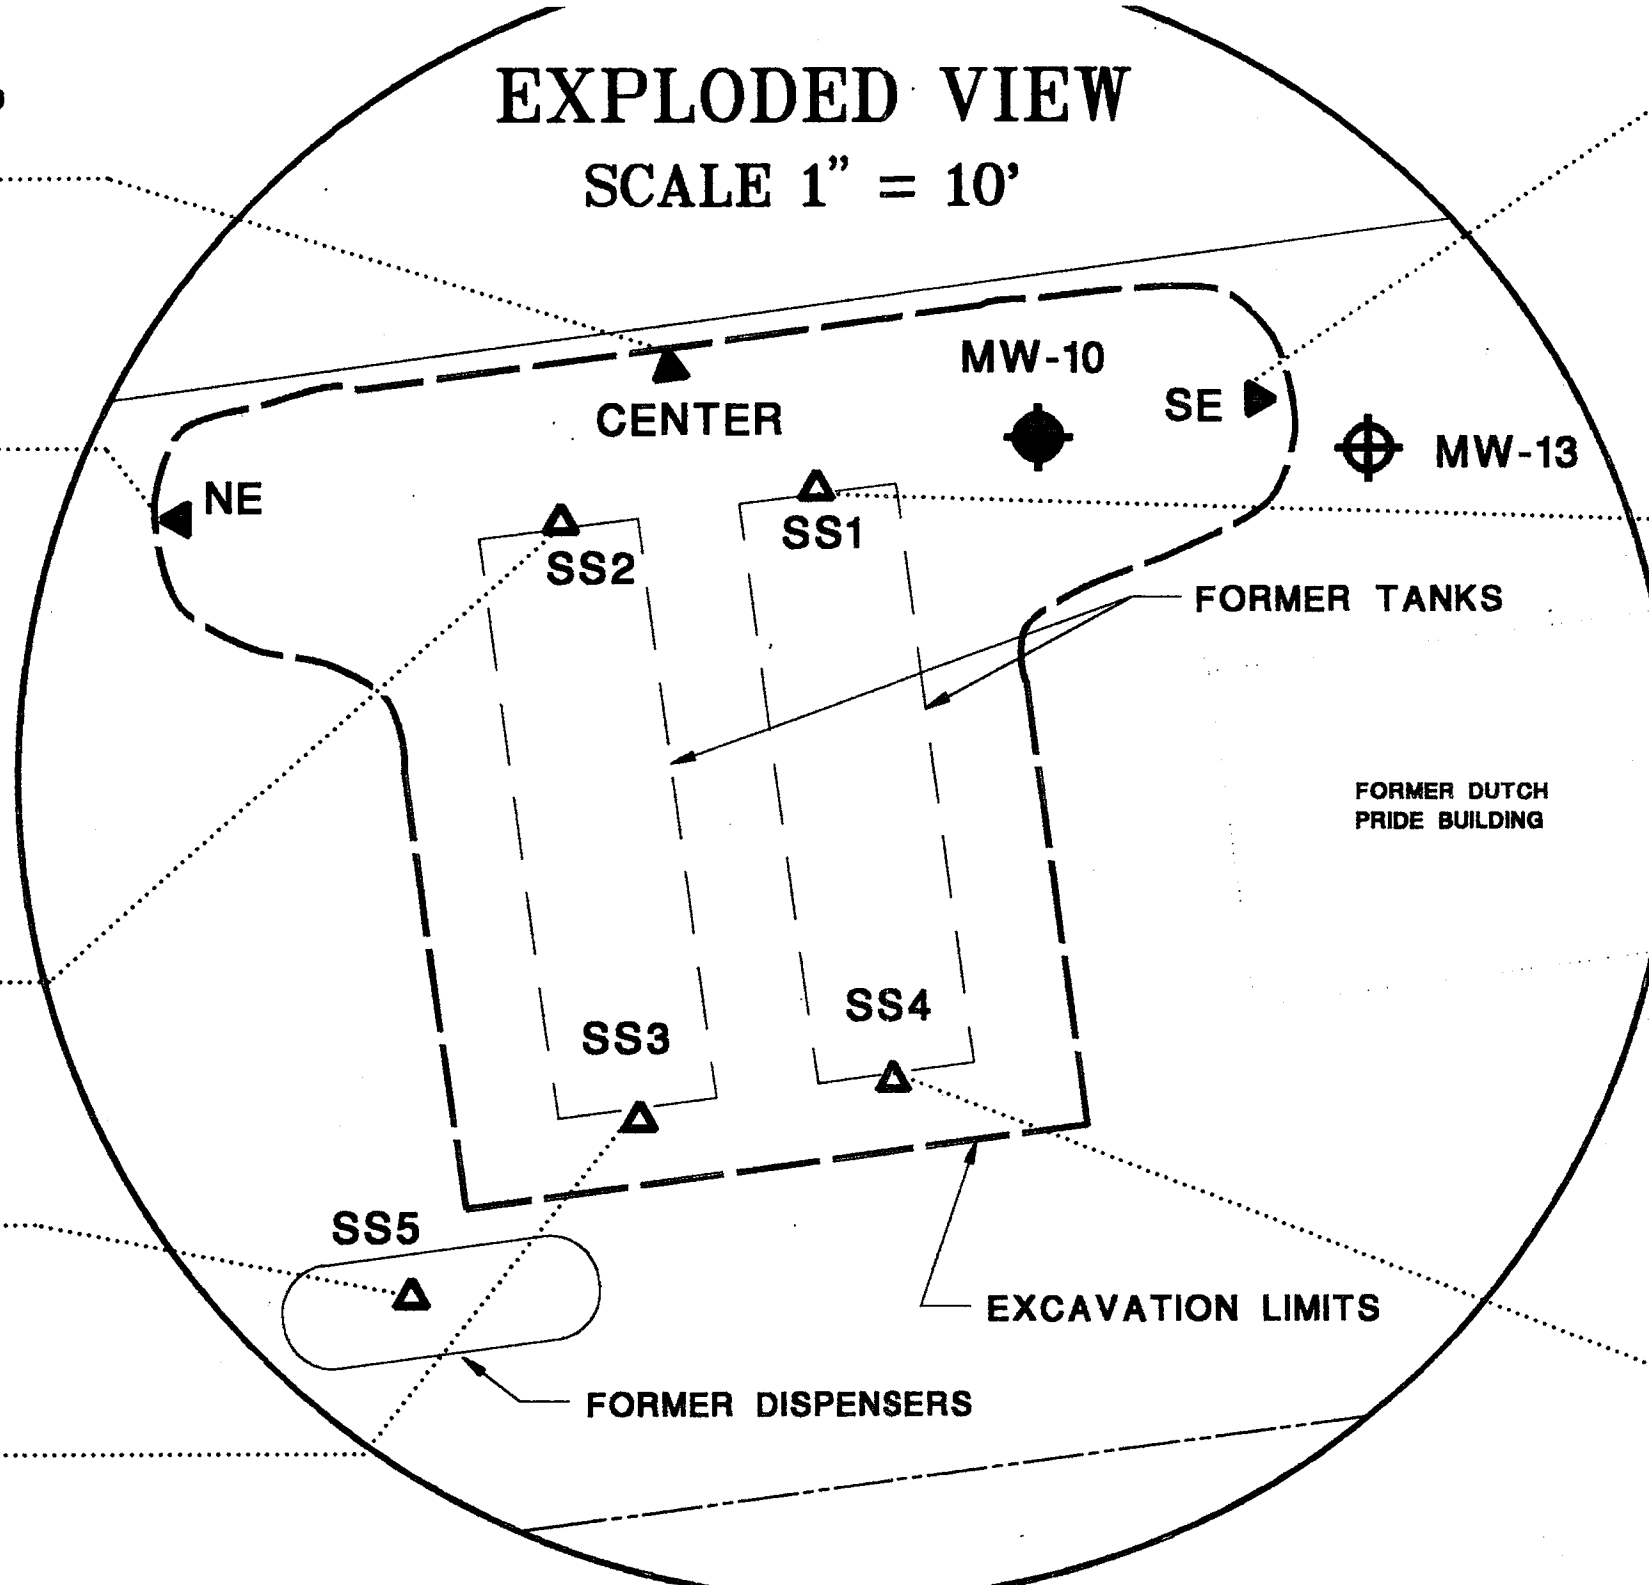 EXPLODED VIEW
SCALE 1" = 10'
MW-10
SE
CENTER
MW-13
NE
SS1
SS2
FORMER TANKS
FORMER DUTCH
PRIDE BUILDING
SS4
SS3
SS5
EXCAVATION LIMITS
FORMER DISPENSERS